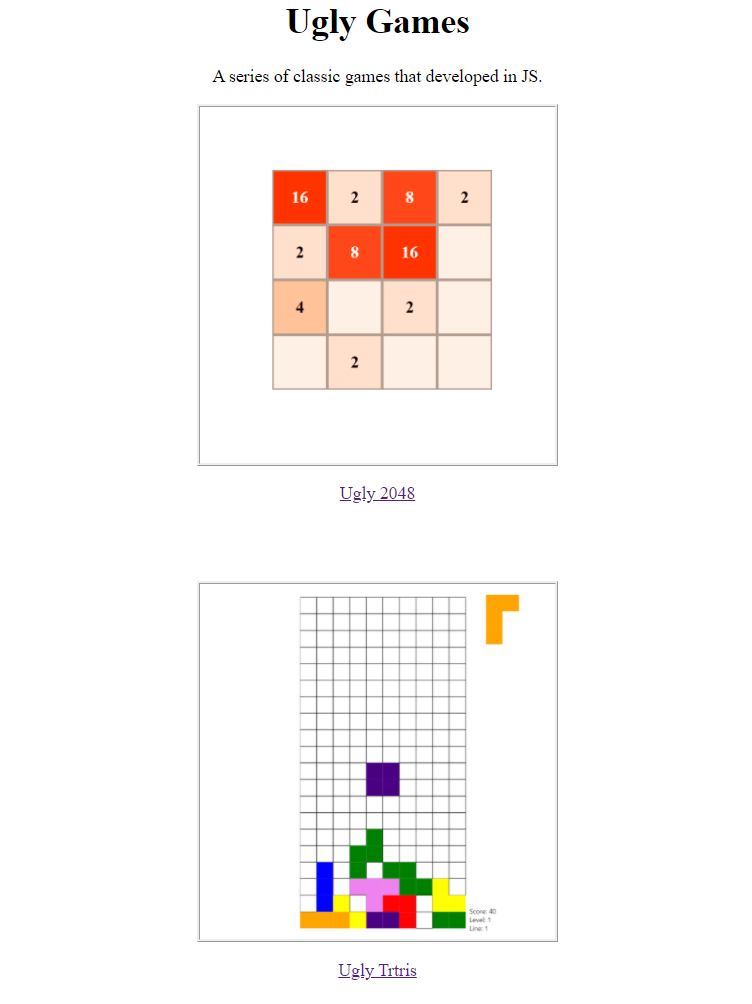 Ugly Games
A series of classic games that developed in JS.
16 2 8 2
2 8 16
4 2
2
Ugly 2048
Score: 40
Level: 1
Line: 1
Ugly Trtris